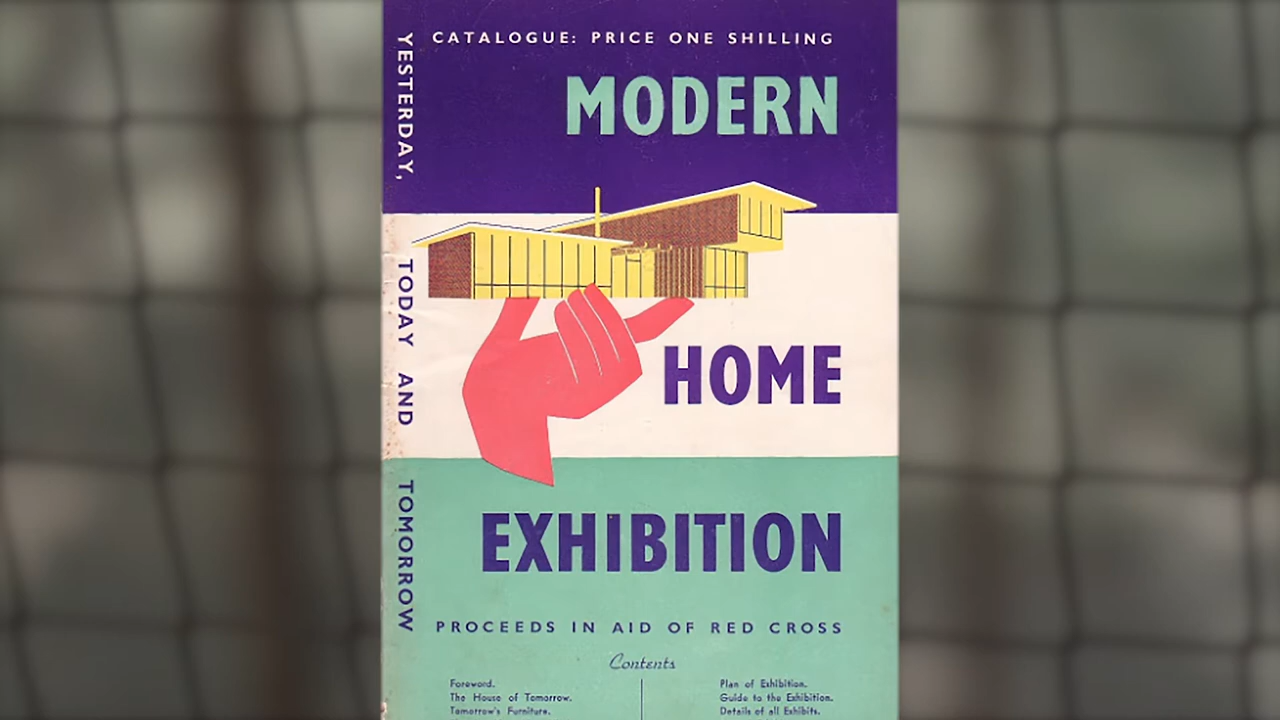 CATALOGUE: PRICE ONE SHILLING
YESTERDAY, TODAY AND TOMORROW
MODERN
HOME
EXHIBITION
PROCEEDS IN AID OF RED CROSS
Contents
Foreword.
The House of Tomorrow.
Tomorrow's Furniture.
Plan of Exhibition.
Guide to the Exhibition.
Details of all Exhibits.